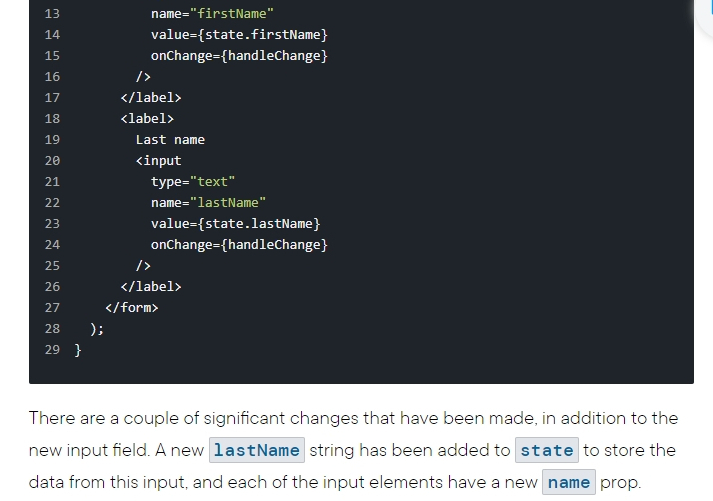 13 name="firstName"
14 value={state.firstName}
15 onChange={handleChange}
16 />
17 </label>
18 <label>
19 Last name
20 <input
21 type="text"
22 name="lastName"
23 value={state.lastName}
24 onChange={handleChange}
25 />
26 </label>
27 </form>
28 );
29 }
There are a couple of significant changes that have been made, in addition to the
new input field. A new lastName string has been added to state to store the
data from this input, and each of the input elements have a new name prop.